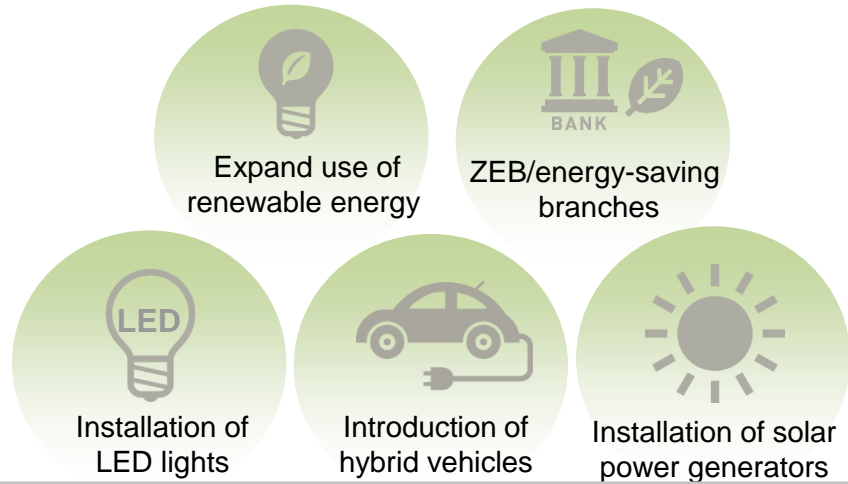 BANK
Expand use of
renewable energy
ZEB/energy-saving
branches
LED
Installation of
LED lights
Introduction of
hybrid vehicles
Installation of solar
power generators